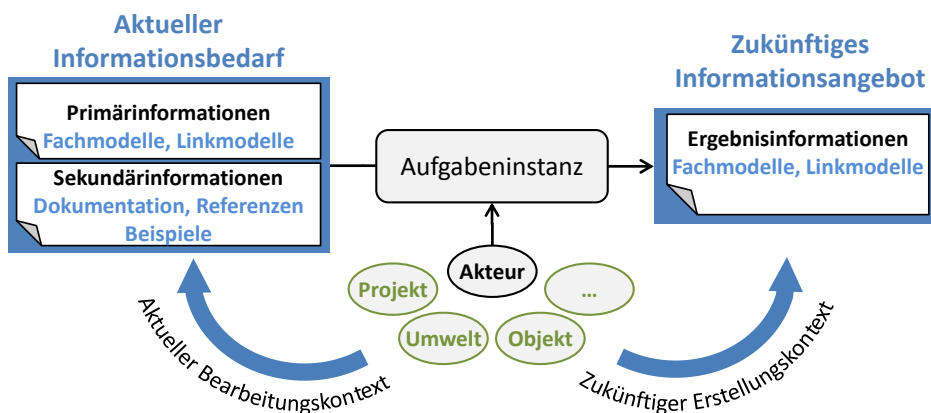 Aktueller
Informationsbedarf
Primärinformationen
Fachmodelle, Linkmodelle
Sekundärinformationen
Dokumentation, Referenzen
Beispiele
Aufgabeninstanz
Zukünftiges
Informationsangebot
Ergebnisinformationen
Fachmodelle, Linkmodelle
Akteur
Projekt
...
Umwelt
Objekt
Aktueller Bearbeitungskontext
Zukünftiger Erstellungskontext